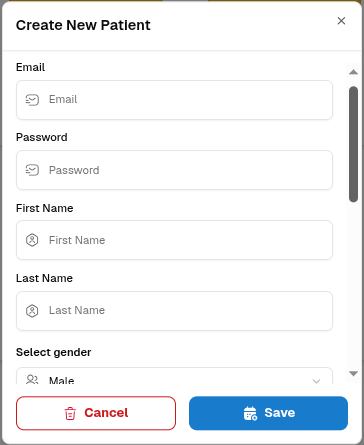 Create New Patient
Email
Email
Password
Password
First Name
First Name
Last Name
Last Name
Select gender
Male
Cancel
Save